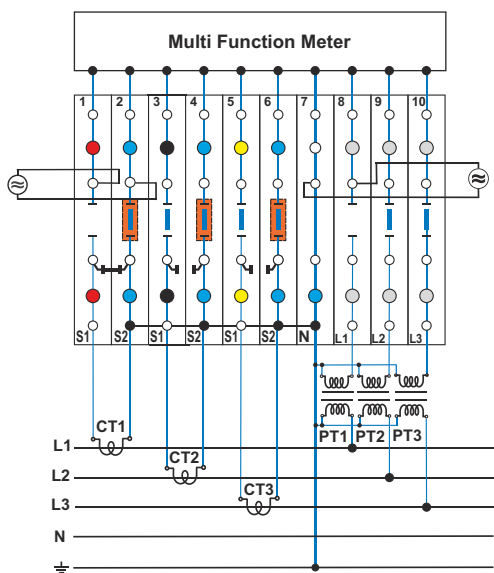 Multi Function Meter
1 2 3 4 5 6 7 8 9 10
S1 S2 S1 S2 S1 S2 N L1 L2 L3
PT1 PT2 PT3
CT1
L1
CT2
L2
CT3
L3
N